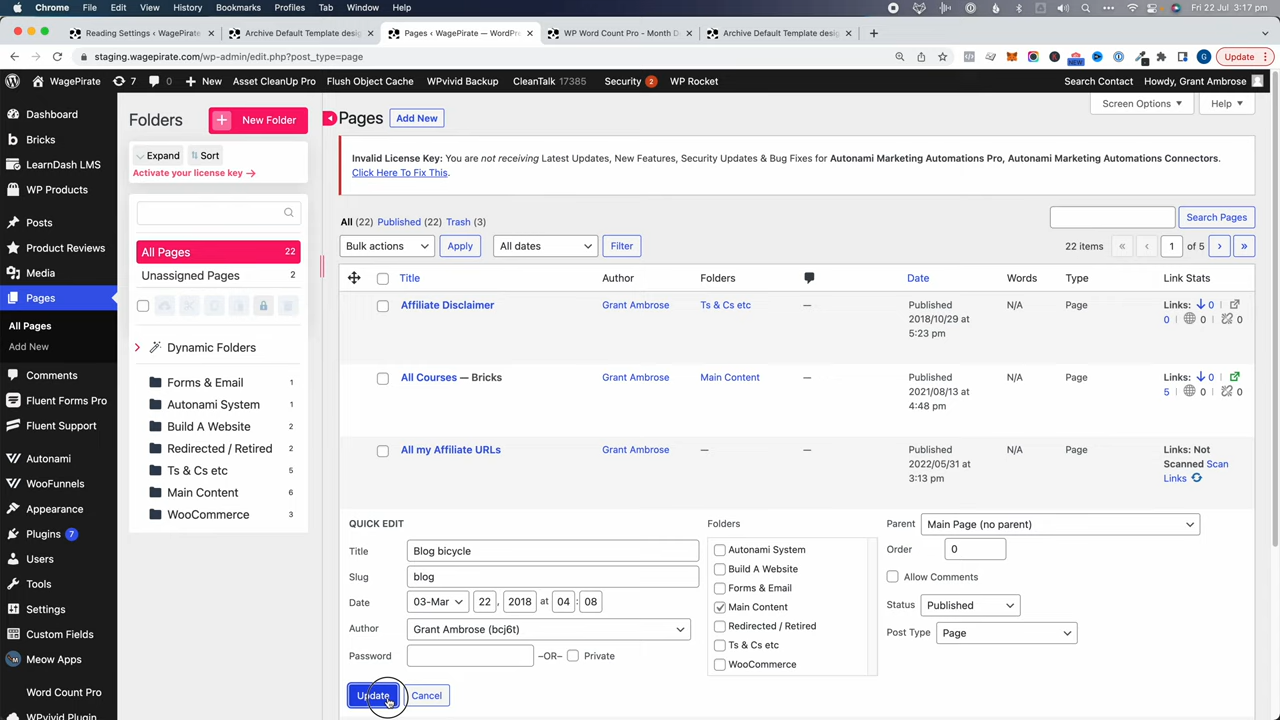 Chrome File Edit View History Bookmarks Profiles Tab Window Help Fri 22 Jul 3:17 pm
Reading Settings ‹ WagePirate × Archive Default Template desig × Pages ‹ WagePirate — WordPre × WP Word Count Pro - Month De × Archive Default Template desig × +
staging.wagepirate.com/wp-admin/edit.php?post_type=page NEW G Update
WagePirate 7 0 + New Asset CleanUp Pro Flush Object Cache WPvivid Backup CleanTalk 17385 Security 2 WP Rocket Search Contact Howdy, Grant Ambrose
Dashboard
Bricks
LearnDash LMS
WP Products
Posts
Product Reviews
Media
Pages
All Pages
Add New
Comments
Fluent Forms Pro
Fluent Support
Autonami
WooFunnels
Appearance
Plugins 7
Users
Tools
Settings
Custom Fields
Meow Apps
Word Count Pro
WPvivid Plugin
Folders + New Folder
Expand Sort
Activate your license key →
All Pages 22
Unassigned Pages 2
Dynamic Folders
Forms & Email 1
Autonami System 1
Build A Website 2
Redirected / Retired 2
Ts & Cs etc 5
Main Content 6
WooCommerce 3
Pages Add New Screen Options Help
Invalid License Key: You are not receiving Latest Updates, New Features, Security Updates & Bug Fixes for Autonami Marketing Automations Pro, Autonami Marketing Automations Connectors.
Click Here To Fix This.
All (22) Published (22) Trash (3) Search Pages
Bulk actions Apply All dates Filter 22 items « ‹ 1 of 5 › »
Title Author Folders Date Words Type Link Stats
Affiliate Disclaimer Grant Ambrose Ts & Cs etc — Published N/A Page Links: 0
2018/10/29 at 0 | 0 | 0
5:23 pm
All Courses — Bricks Grant Ambrose Main Content — Published N/A Page Links: 0
2021/08/13 at 5 | 0 | 0
4:48 pm
All my Affiliate URLs Grant Ambrose — — Published N/A Page Links: Not
2022/05/31 at Scanned Scan
3:13 pm Links
QUICK EDIT Folders Parent Main Page (no parent)
Title Blog bicycle Autonami System Order 0
Slug blog Build A Website Allow Comments
Date 03-Mar 22 , 2018 at 04 : 08 Forms & Email Status Published
Author Grant Ambrose (bcj6t) Main Content Post Type Page
Password –OR– Private Redirected / Retired
Ts & Cs etc
WooCommerce
Update Cancel